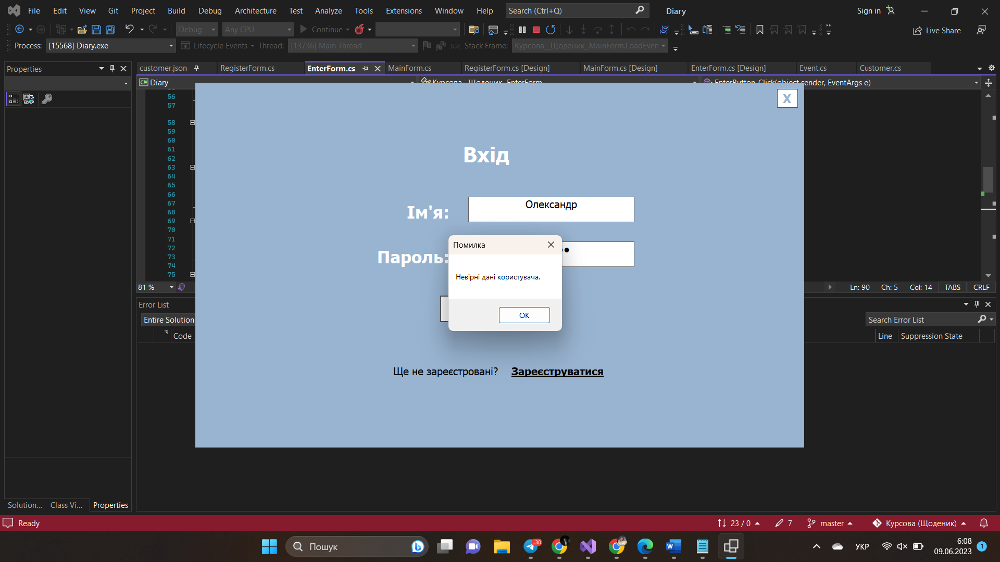 File Edit View Git Project Build Debug Architecture Test Analyze Tools Extensions Window Help Search (Ctrl+Q) Diary Sign in
Debug Any CPU Continue Live Share
Process: [15568] Diary.exe Lifecycle Events Thread: [13736] Main Thread Stack Frame: Курсова__Щоденик_.MainForm.LoadEver
Properties customer.json RegisterForm.cs EnterForm.cs MainForm.cs RegisterForm.cs [Design] MainForm.cs [Design] EnterForm.cs [Design] Event.cs Customer.cs
C# Diary Курсова__Щоденик_.EnterForm EnterButton_Click(object sender, EventArgs e)
56
57
58
59
60
61
62
63
64
65
66
67
68
69
70
71
72
73
74
75
X
Вхід
Ім'я: Олександр
Пароль:
Помилка
Невірні дані користувача.
OK
Ще не зареєстровані? Зареєструватися
81 % Ln: 90 Ch: 5 Col: 14 TABS CRLF
Error List
Entire Solution Search Error List
Code Line Suppression State
Solution... Class Vi... Properties
Ready 23 / 0 7 master Курсова (Щоденик)
Пошук ..30 W УКР 6:08 1
09.06.2023